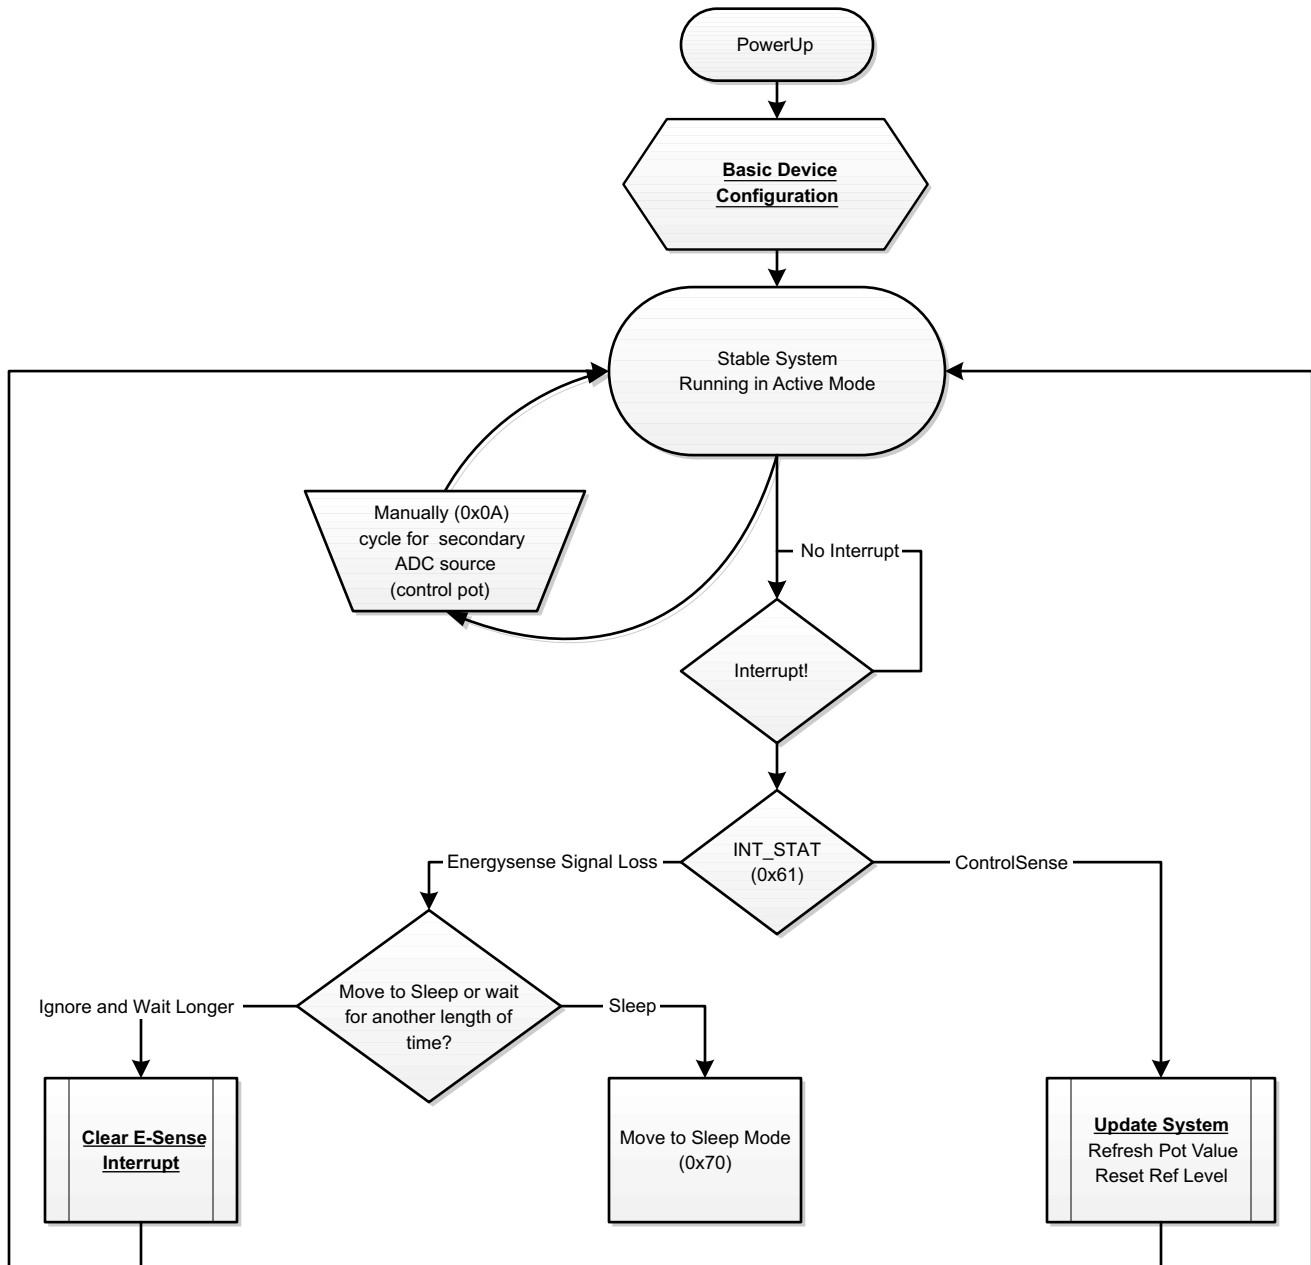 PowerUp
Basic Device
Configuration
Stable System
Running in Active Mode
Manually (0x0A)
cycle for secondary
ADC source
(control pot)
No Interrupt
Interrupt!
INT_STAT
(0x61)
Energysense Signal Loss
ControlSense
Move to Sleep or wait
for another length of
time?
Ignore and Wait Longer
Sleep
Clear E-Sense
Interrupt
Move to Sleep Mode
(0x70)
Update System
Refresh Pot Value
Reset Ref Level